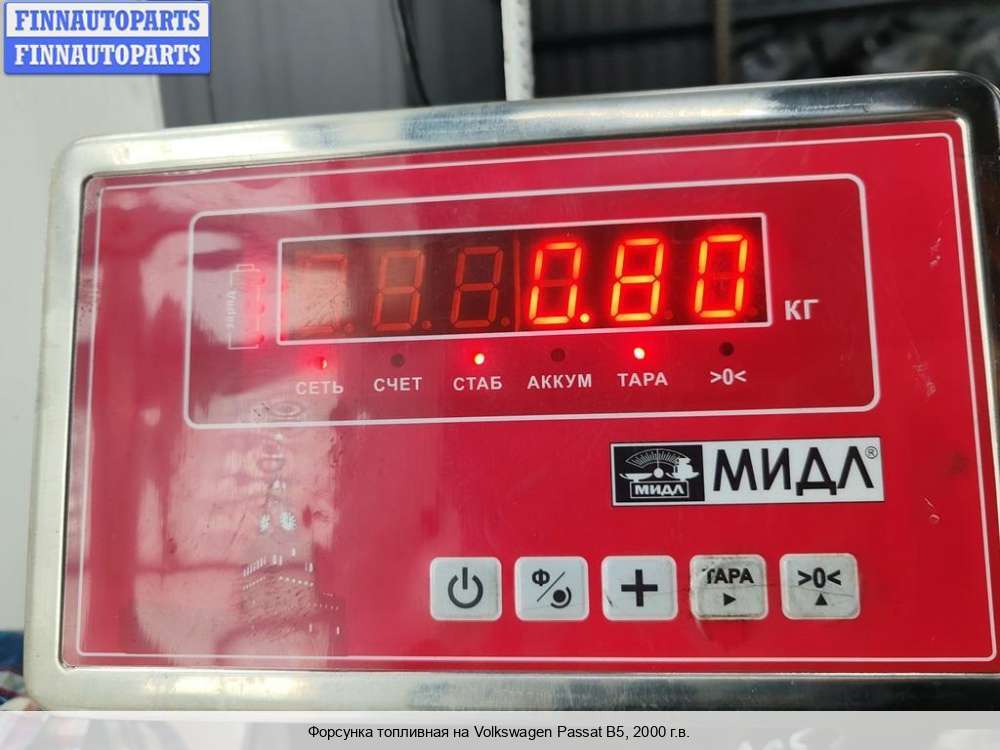 FINNAUTOPARTS
FINNAUTOPARTS
заряд
0.80
КГ
СЕТЬ СЧЕТ СТАБ АККУМ ТАРА >0<
МИДЛ
МИДЛ®
Ф
ТАРА >0<
Форсунка топливная на Volkswagen Passat B5, 2000 г.в.